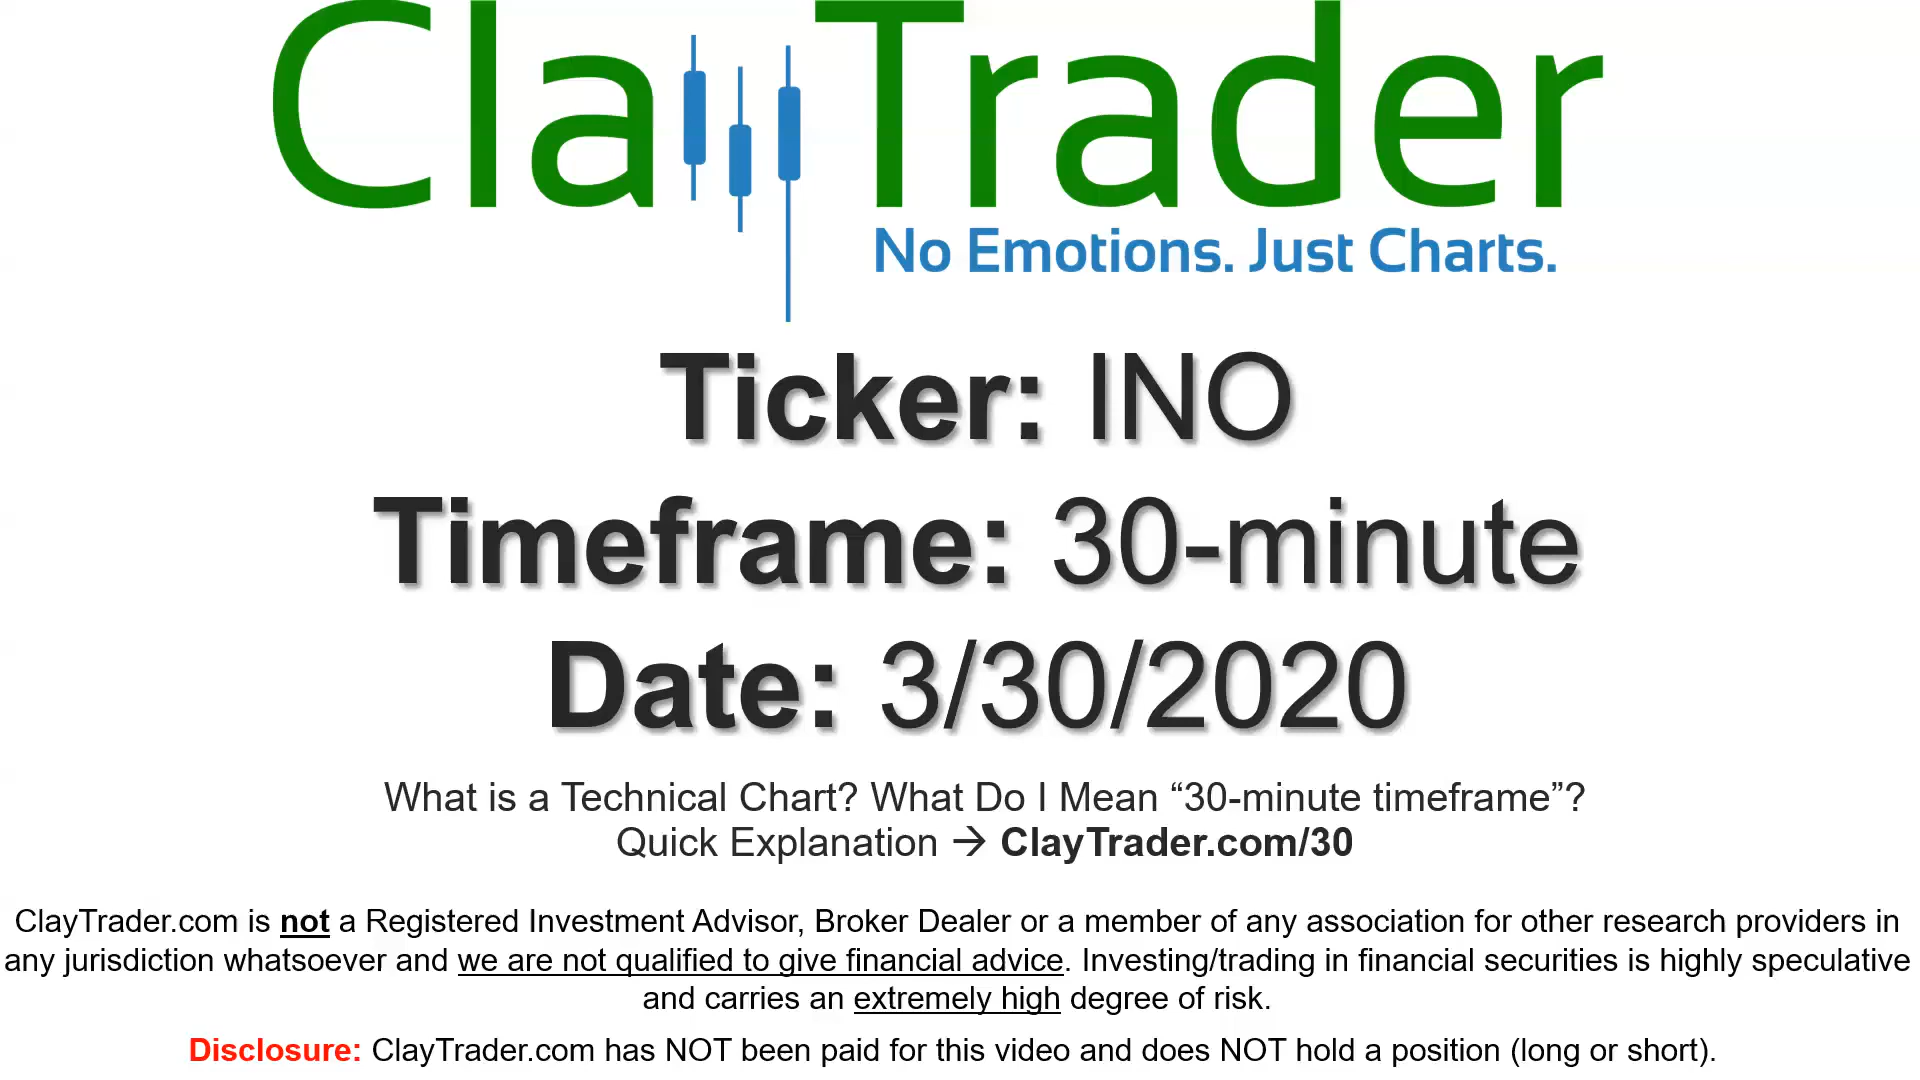 ClayTrader
No Emotions. Just Charts.
Ticker: INO
Timeframe: 30-minute
Date: 3/30/2020
What is a Technical Chart? What Do I Mean “30-minute timeframe”?
Quick Explanation → ClayTrader.com/30
ClayTrader.com is not a Registered Investment Advisor, Broker Dealer or a member of any association for other research providers in
any jurisdiction whatsoever and we are not qualified to give financial advice. Investing/trading in financial securities is highly speculative
and carries an extremely high degree of risk.
Disclosure: ClayTrader.com has NOT been paid for this video and does NOT hold a position (long or short).